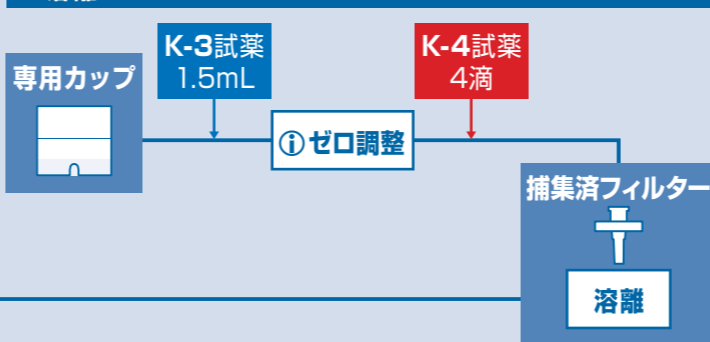 専用カップ
K-3試薬
1.5mL
ⓘゼロ調整
K-4試薬
4滴
捕集済フィルター
溶離